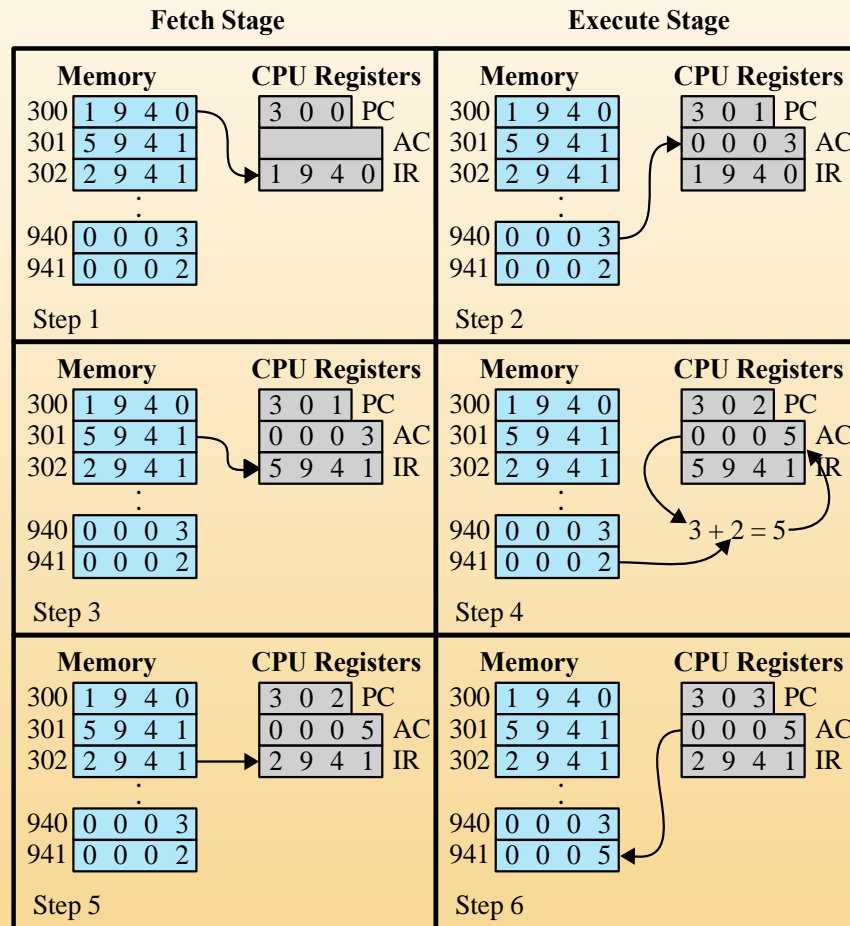 Fetch Stage
Execute Stage
Memory CPU Registers
300 1 9 4 0 3 0 0 PC
301 5 9 4 1 AC
302 2 9 4 1 1 9 4 0 IR
940 0 0 0 3
941 0 0 0 2
Step 1
Memory CPU Registers
300 1 9 4 0 3 0 1 PC
301 5 9 4 1 0 0 0 3 AC
302 2 9 4 1 1 9 4 0 IR
940 0 0 0 3
941 0 0 0 2
Step 2
Memory CPU Registers
300 1 9 4 0 3 0 1 PC
301 5 9 4 1 0 0 0 3 AC
302 2 9 4 1 5 9 4 1 IR
940 0 0 0 3
941 0 0 0 2
Step 3
Memory CPU Registers
300 1 9 4 0 3 0 2 PC
301 5 9 4 1 0 0 0 5 AC
302 2 9 4 1 5 9 4 1 IR
940 0 0 0 3 3 + 2 = 5
941 0 0 0 2
Step 4
Memory CPU Registers
300 1 9 4 0 3 0 2 PC
301 5 9 4 1 0 0 0 5 AC
302 2 9 4 1 2 9 4 1 IR
940 0 0 0 3
941 0 0 0 2
Step 5
Memory CPU Registers
300 1 9 4 0 3 0 3 PC
301 5 9 4 1 0 0 0 5 AC
302 2 9 4 1 2 9 4 1 IR
940 0 0 0 3
941 0 0 0 5
Step 6